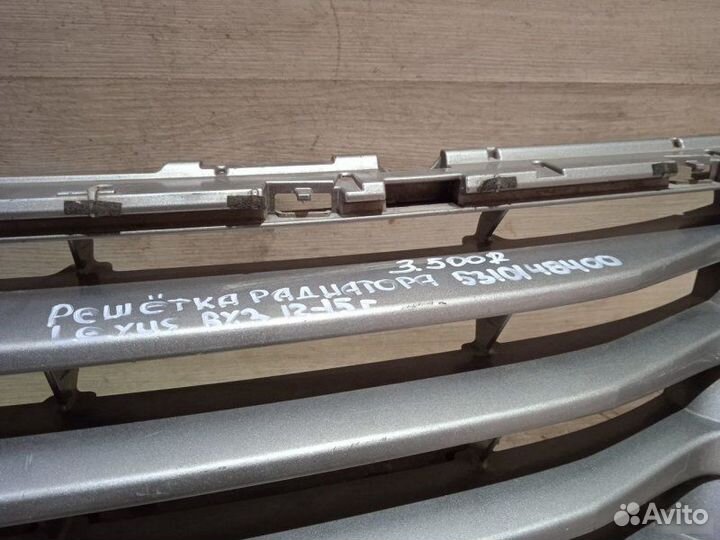 3.500 R
РЕШЁТКА РАДИАТОРА 5310148400
LEXUS RX3 12-15г
Avito